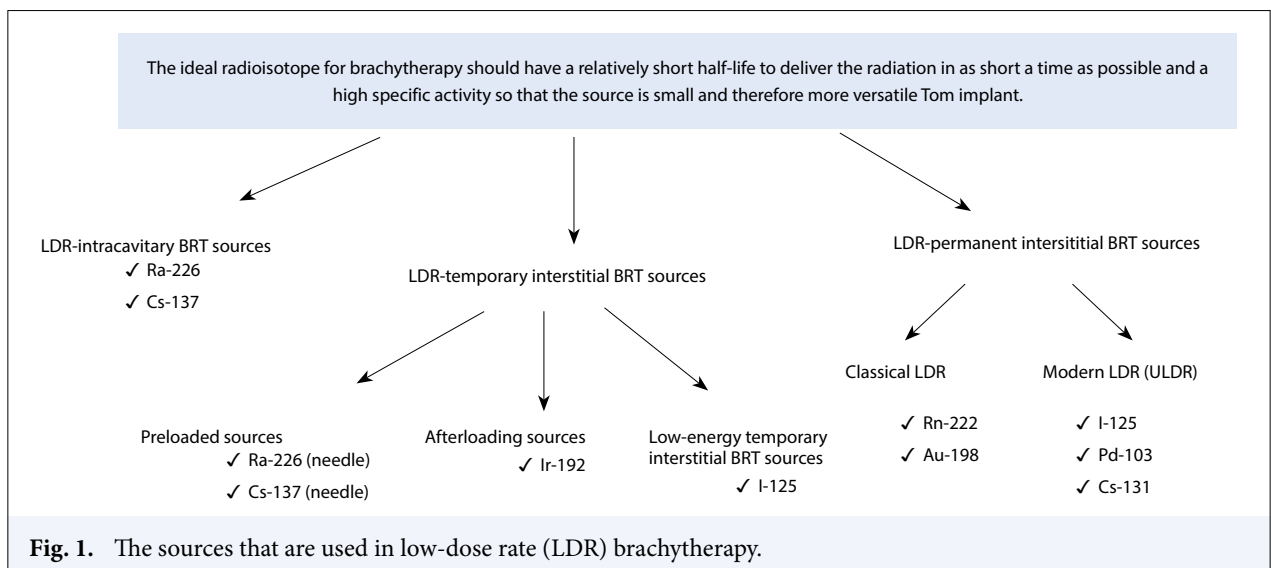 The ideal radioisotope for brachytherapy should have a relatively short half-life to deliver the radiation in as short a time as possible and a
high specific activity so that the source is small and therefore more versatile Tom implant.
LDR-intracavitary BRT sources
✓ Ra-226
✓ Cs-137
LDR-temporary interstitial BRT sources
LDR-permanent intersititial BRT sources
Preloaded sources
✓ Ra-226 (needle)
✓ Cs-137 (needle)
Afterloading sources
✓ Ir-192
Low-energy temporary
interstitial BRT sources
✓ I-125
Classical LDR
✓ Rn-222
✓ Au-198
Modern LDR (ULDR)
✓ I-125
✓ Pd-103
✓ Cs-131
Fig. 1. The sources that are used in low-dose rate (LDR) brachytherapy.